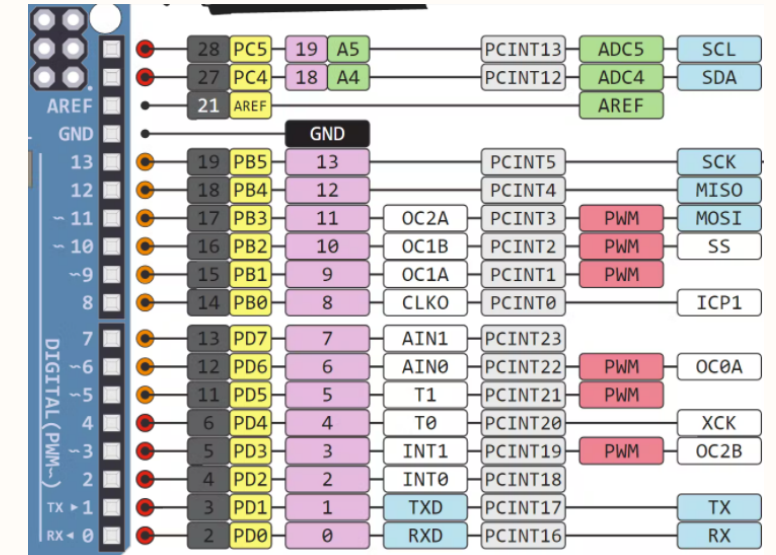 28 PC5 19 A5 PCINT13 ADC5 SCL
27 PC4 18 A4 PCINT12 ADC4 SDA
AREF 21 AREF AREF
GND GND
13 19 PB5 13 PCINT5 SCK
12 18 PB4 12 PCINT4 MISO
~ 11 17 PB3 11 OC2A PCINT3 PWM MOSI
~ 10 16 PB2 10 OC1B PCINT2 PWM SS
~9 15 PB1 9 OC1A PCINT1 PWM
8 14 PB0 8 CLKO PCINT0 ICP1
7 13 PD7 7 AIN1 PCINT23
~6 12 PD6 6 AIN0 PCINT22 PWM OC0A
~5 11 PD5 5 T1 PCINT21 PWM
4 6 PD4 4 T0 PCINT20 XCK
~3 5 PD3 3 INT1 PCINT19 PWM OC2B
2 4 PD2 2 INT0 PCINT18
TX ▸ 1 3 PD1 1 TXD PCINT17 TX
RX ◂ 0 2 PD0 0 RXD PCINT16 RX
DIGITAL(PWM~)